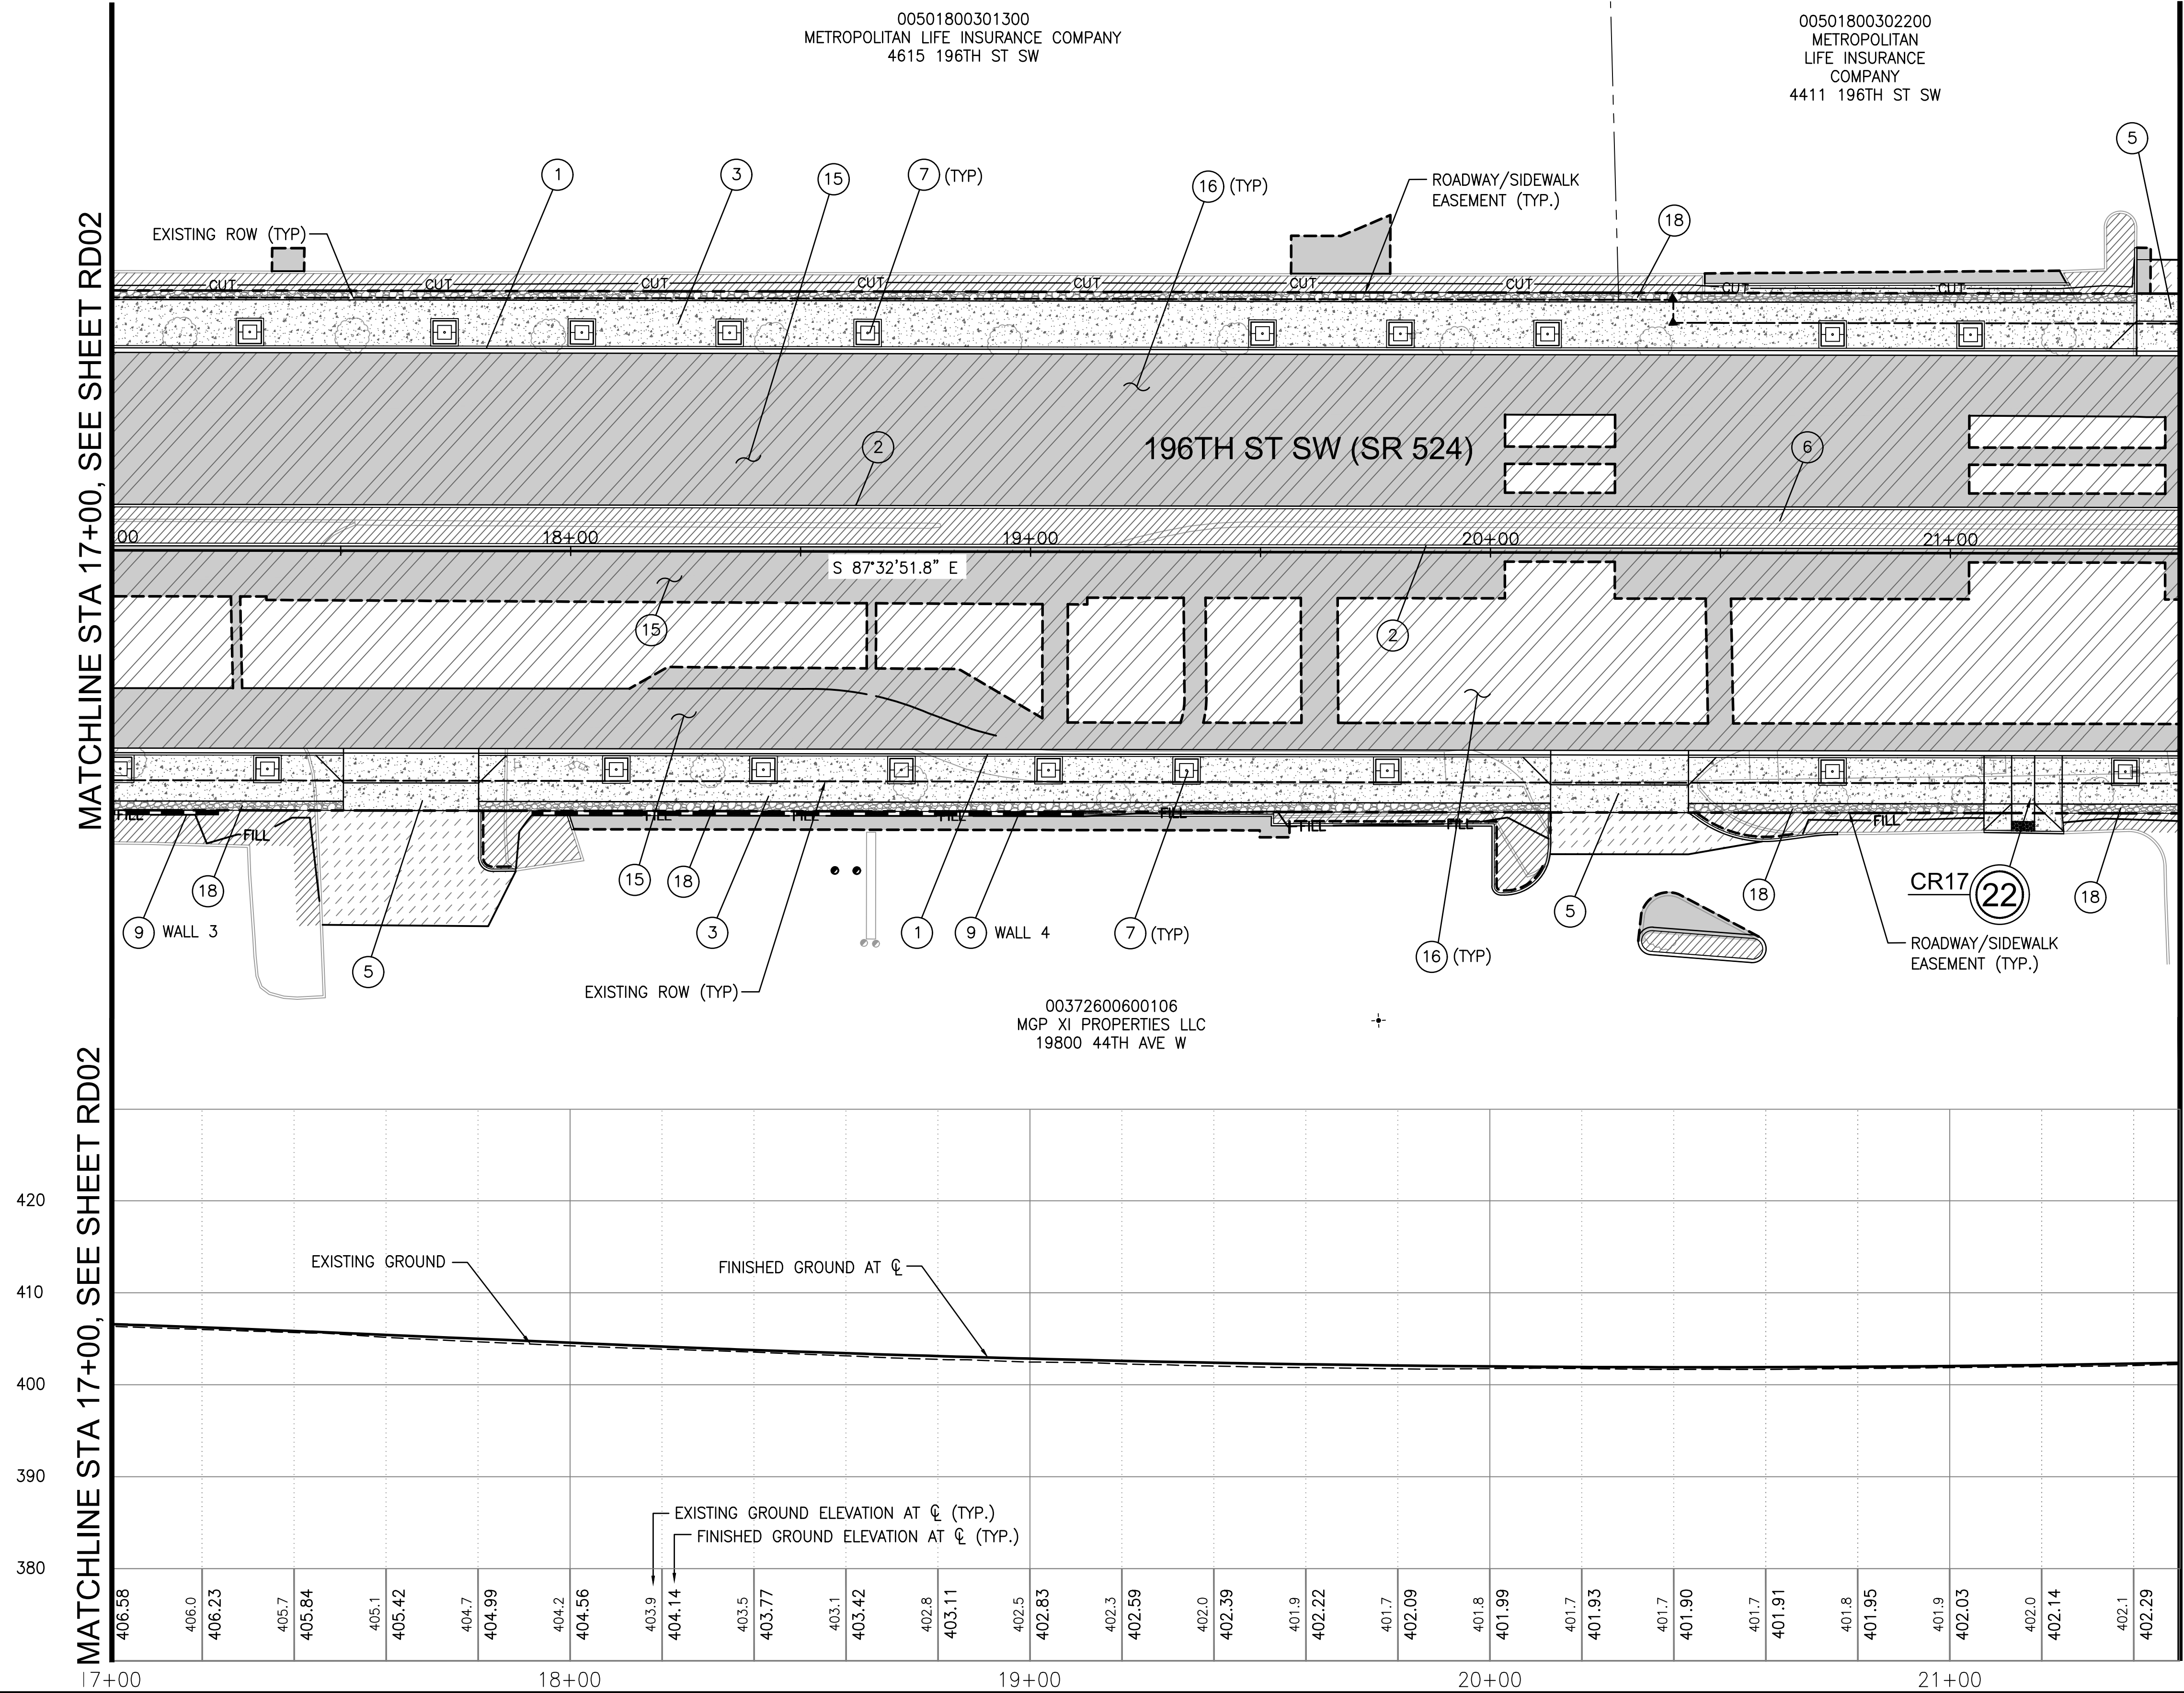 00501800301300
METROPOLITAN LIFE INSURANCE COMPANY
4615 196TH ST SW
00501800302200
METROPOLITAN
LIFE INSURANCE
COMPANY
4411 196TH ST SW
5
1
3
15
7 (TYP)
16 (TYP)
ROADWAY/SIDEWALK
EASEMENT (TYP.)
18
EXISTING ROW (TYP)
MATCHLINE STA 17+00, SEE SHEET RD02
CUT CUT CUT CUT CUT CUT CUT CUT CUT
2
196TH ST SW (SR 524)
6
00 18+00 19+00 20+00 21+00
S 87°32'51.8" E
15
2
FILL FILL FILL FILL FILL FILL FILL FILL FILL FILL
18
15
18
5
18
CR17 22
18
9 WALL 3
3
1
9 WALL 4
7 (TYP)
5
16 (TYP)
ROADWAY/SIDEWALK
EASEMENT (TYP.)
EXISTING ROW (TYP)
00372600600106
MGP XI PROPERTIES LLC
19800 44TH AVE W
MATCHLINE STA 17+00, SEE SHEET RD02
420
410
400
390
380
EXISTING GROUND
FINISHED GROUND AT ℄
EXISTING GROUND ELEVATION AT ℄ (TYP.)
FINISHED GROUND ELEVATION AT ℄ (TYP.)
406.58
406.0 406.23
405.7 405.84
405.1 405.42
404.7 404.99
404.2 404.56
403.9 404.14
403.5 403.77
403.1 403.42
402.8 403.11
402.5 402.83
402.3 402.59
402.0 402.39
401.9 402.22
401.7 402.09
401.8 401.99
401.7 401.93
401.7 401.90
401.7 401.91
401.8 401.95
401.9 402.03
402.0 402.14
402.1 402.29
17+00 18+00 19+00 20+00 21+00